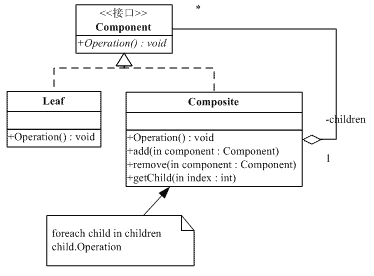 <<接口>>
Component
+Operation() : void
*
Leaf
+Operation() : void
Composite
+Operation() : void
+add(in component : Component)
+remove(in component : Component)
+getChild(in index : int)
-children
1
foreach child in children
child.Operation